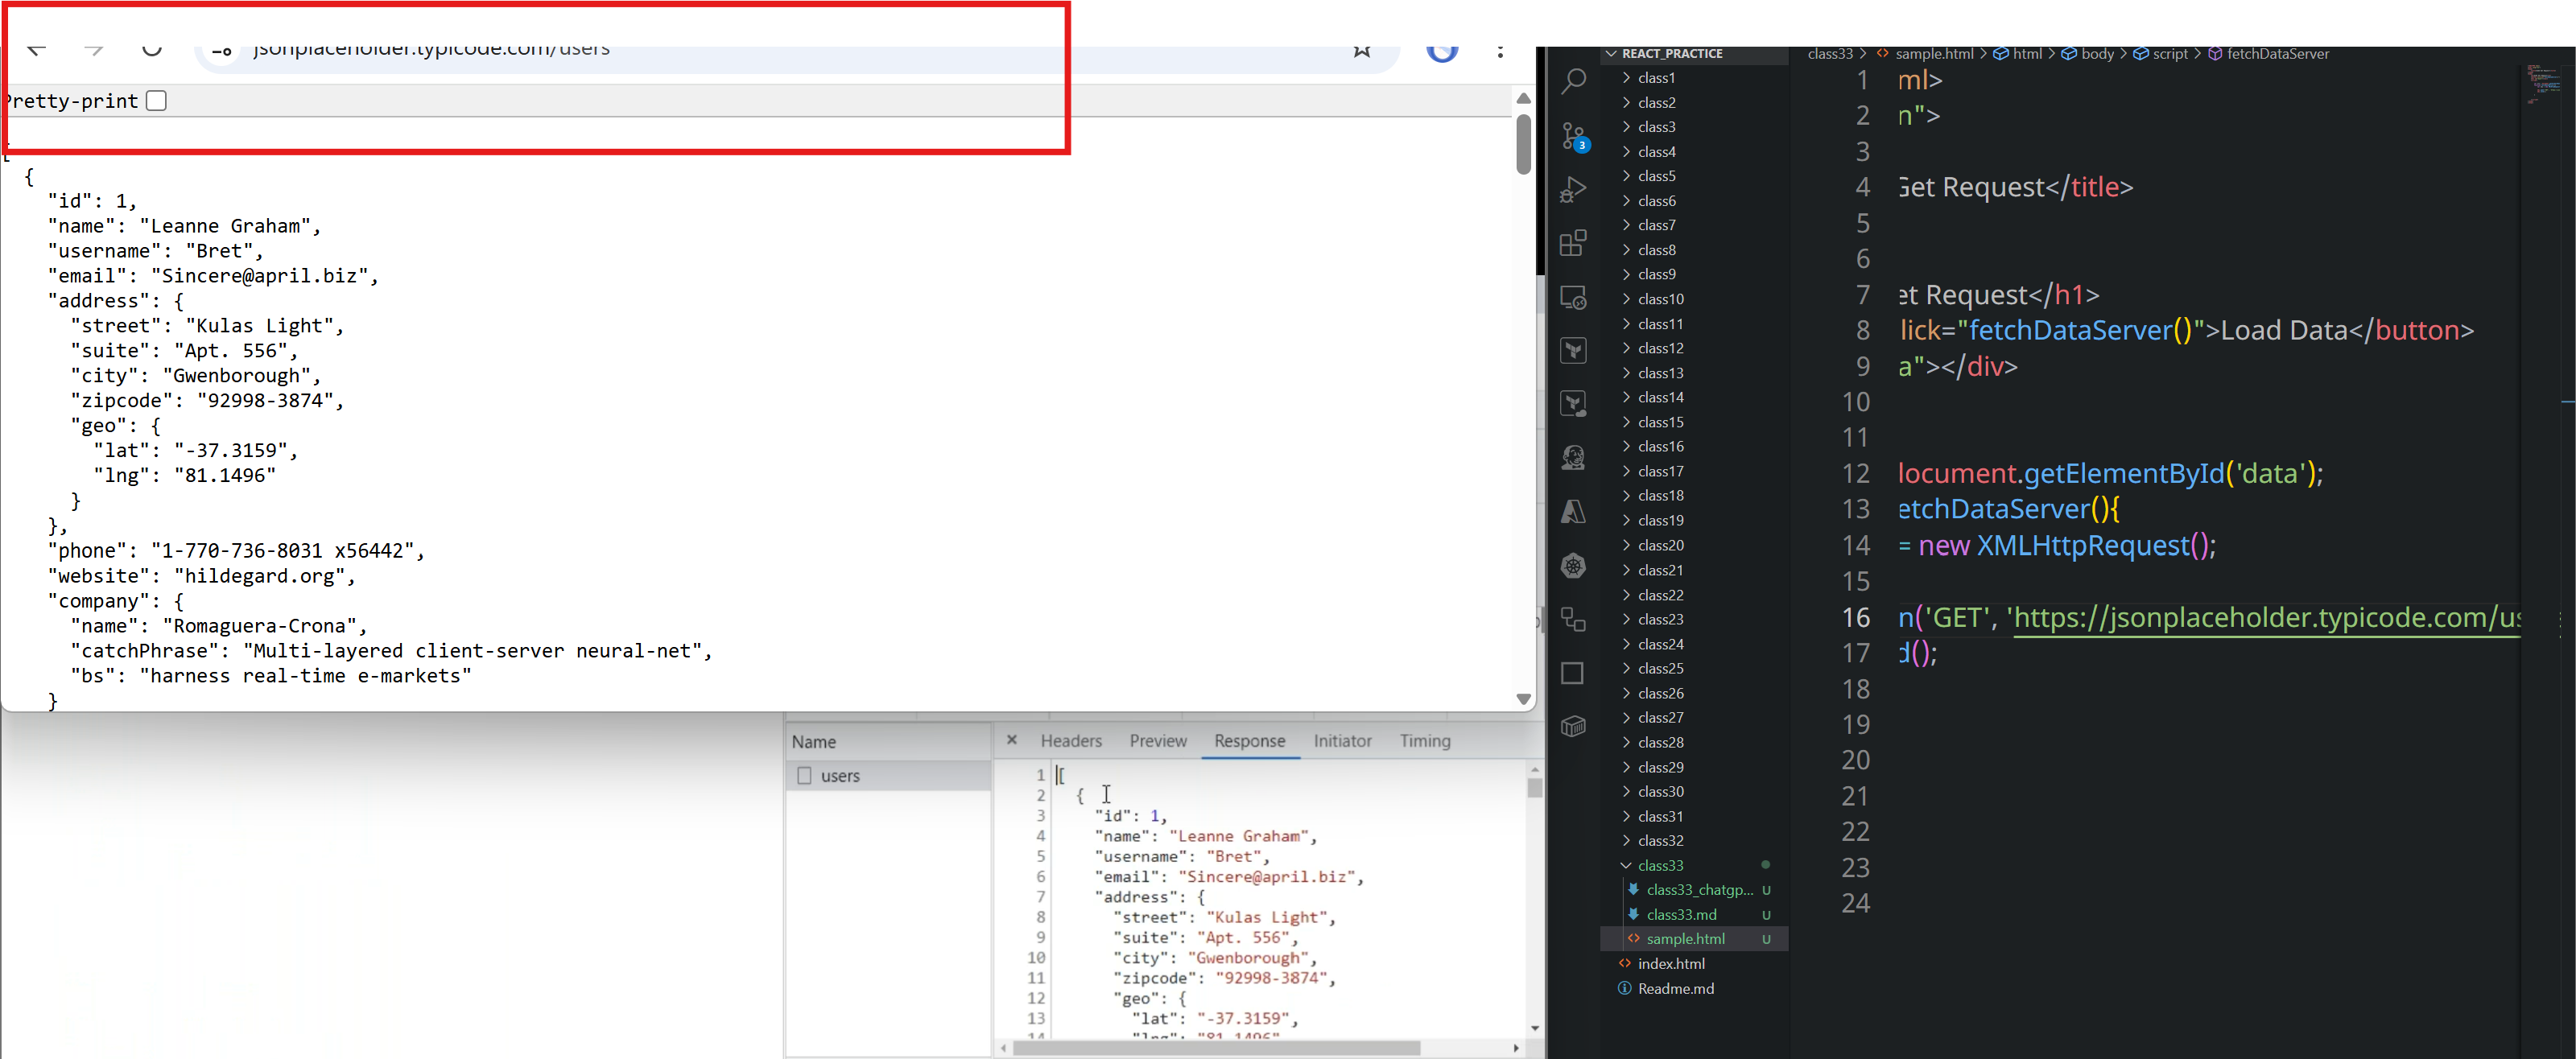 jsonplaceholder.typicode.com/users
Pretty-print
[
{
"id": 1,
"name": "Leanne Graham",
"username": "Bret",
"email": "Sincere@april.biz",
"address": {
"street": "Kulas Light",
"suite": "Apt. 556",
"city": "Gwenborough",
"zipcode": "92998-3874",
"geo": {
"lat": "-37.3159",
"lng": "81.1496"
}
},
"phone": "1-770-736-8031 x56442",
"website": "hildegard.org",
"company": {
"name": "Romaguera-Crona",
"catchPhrase": "Multi-layered client-server neural-net",
"bs": "harness real-time e-markets"
}
Name
users
Headers Preview Response Initiator Timing
1 [
2 {
3 "id": 1,
4 "name": "Leanne Graham",
5 "username": "Bret",
6 "email": "Sincere@april.biz",
7 "address": {
8 "street": "Kulas Light",
9 "suite": "Apt. 556",
10 "city": "Gwenborough",
11 "zipcode": "92998-3874",
12 "geo": {
13 "lat": "-37.3159",
14 "lng": "81.1496"
3
REACT_PRACTICE
class1
class2
class3
class4
class5
class6
class7
class8
class9
class10
class11
class12
class13
class14
class15
class16
class17
class18
class19
class20
class21
class22
class23
class24
class25
class26
class27
class28
class29
class30
class31
class32
class33
class33_chatgp... U
class33.md U
sample.html U
index.html
Readme.md
class33 > sample.html > html > body > script > fetchDataServer
1 ml>
2 n">
3
4 Get Request</title>
5
6
7 et Request</h1>
8 lick="fetchDataServer()">Load Data</button>
9 a"></div>
10
11
12 document.getElementById('data');
13 etchDataServer(){
14 = new XMLHttpRequest();
15
16 n('GET', 'https://jsonplaceholder.typicode.com/us
17 d();
18
19
20
21
22
23
24